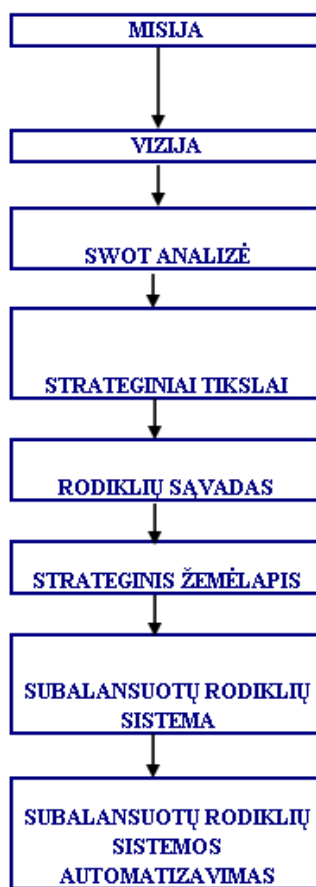 MISIJA
VIZIJA
SWOT ANALIZĖ
STRATEGINIAI TIKSLAI
RODIKLIŲ SĄVADAS
STRATEGINIS ŽEMĖLAPIS
SUBALANSUOTŲ RODIKLIŲ
SISTEMA
SUBALANSUOTŲ RODIKLIŲ
SISTEMOS
AUTOMATIZAVIMAS